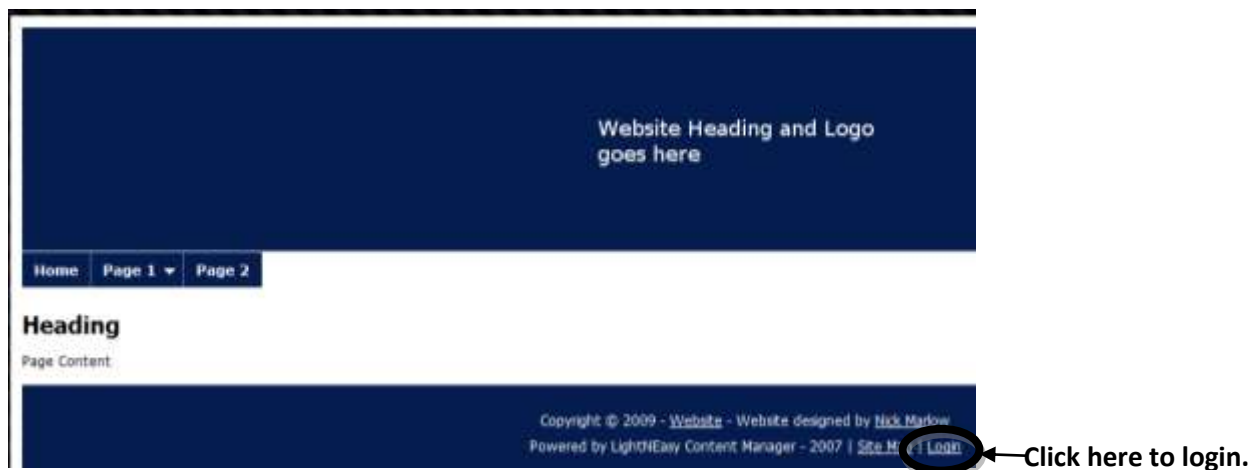 Website Heading and Logo
goes here
Home Page 1 Page 2
Heading
Page Content
Copyright © 2009 - Website - Website designed by Nick Marlow
Powered by LightNEasy Content Manager - 2007 | Site Map | Login
Click here to login.